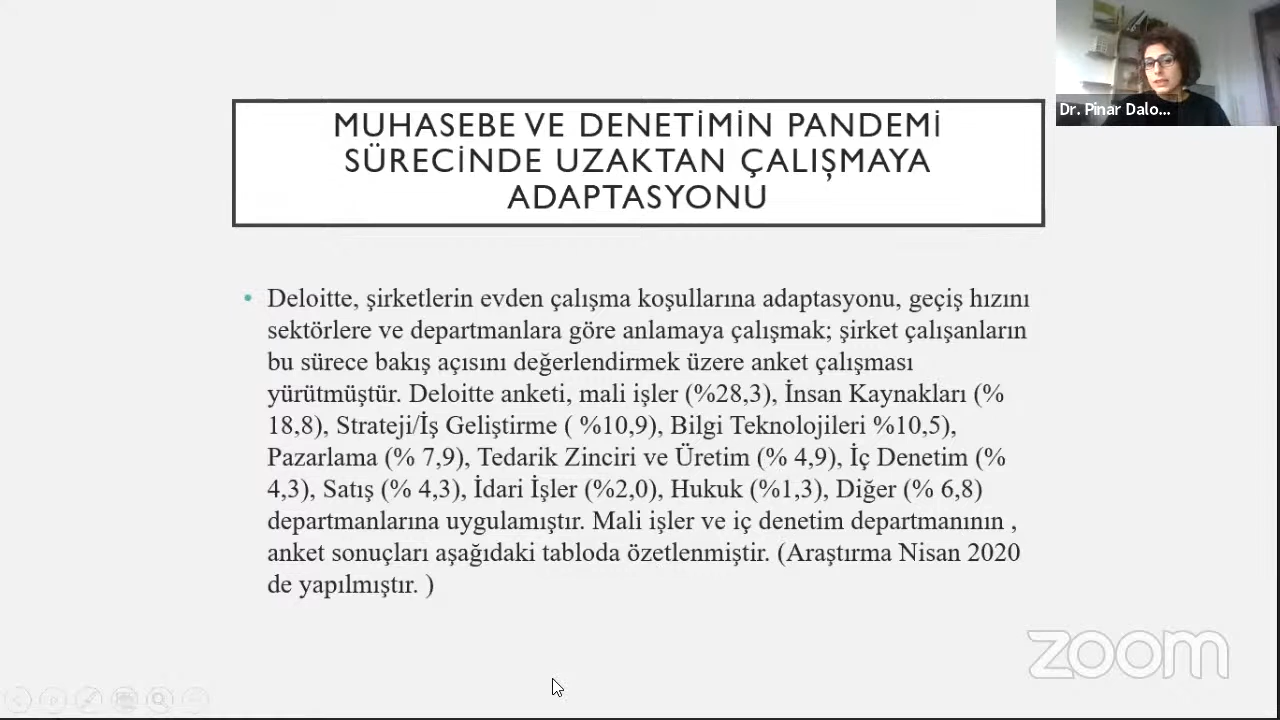 MUHASEBE VE DENETİMİN PANDEMİ
SÜRECİNDE UZAKTAN ÇALIŞMAYA
ADAPTASYONU
Dr. Pinar Dalo...
• Deloitte, şirketlerin evden çalışma koşullarına adaptasyonu, geçiş hızını
sektörlere ve departmanlara göre anlamaya çalışmak; şirket çalışanların
bu sürece bakış açısını değerlendirmek üzere anket çalışması
yürütmüştür. Deloitte anketi, mali işler (%28,3), İnsan Kaynakları (%
18,8), Strateji/İş Geliştirme ( %10,9), Bilgi Teknolojileri %10,5),
Pazarlama (% 7,9), Tedarik Zinciri ve Üretim (% 4,9), İç Denetim (%
4,3), Satış (% 4,3), İdari İşler (%2,0), Hukuk (%1,3), Diğer (% 6,8)
departmanlarına uygulamıştır. Mali işler ve iç denetim departmanının ,
anket sonuçları aşağıdaki tabloda özetlenmiştir. (Araştırma Nisan 2020
de yapılmıştır. )
zoom